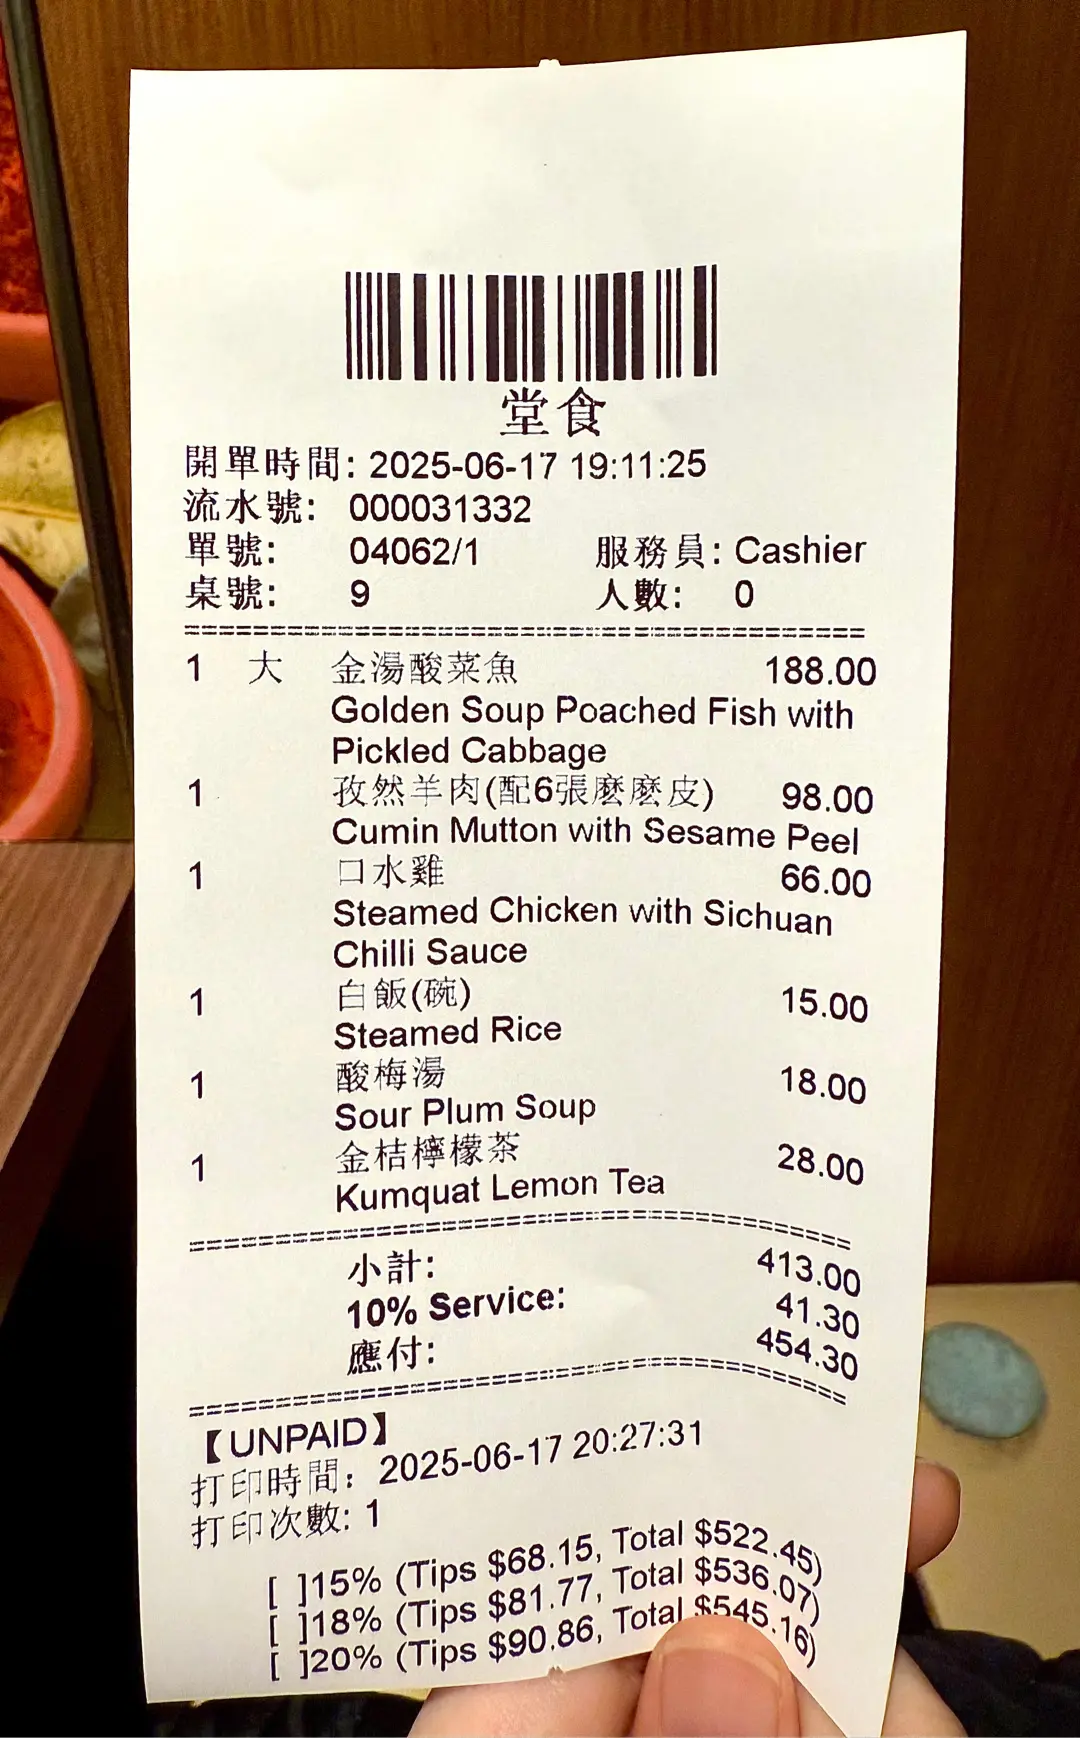 堂食
開單時間: 2025-06-17 19:11:25
流水號: 000031332
單號: 04062/1 服務員: Cashier
桌號: 9 人數: 0
1 大 金湯酸菜魚 188.00
Golden Soup Poached Fish with
Pickled Cabbage
1 孜然羊肉(配6張麽麽皮) 98.00
Cumin Mutton with Sesame Peel
1 口水雞 66.00
Steamed Chicken with Sichuan
Chilli Sauce
1 白飯(碗) 15.00
Steamed Rice
1 酸梅湯 18.00
Sour Plum Soup
1 金桔檸檬茶 28.00
Kumquat Lemon Tea
小計: 413.00
10% Service: 41.30
應付: 454.30
【UNPAID】
打印時間: 2025-06-17 20:27:31
打印次數: 1
[ ]15% (Tips $68.15, Total $522.45)
[ ]18% (Tips $81.77, Total $536.07)
[ ]20% (Tips $90.86, Total $545.16)